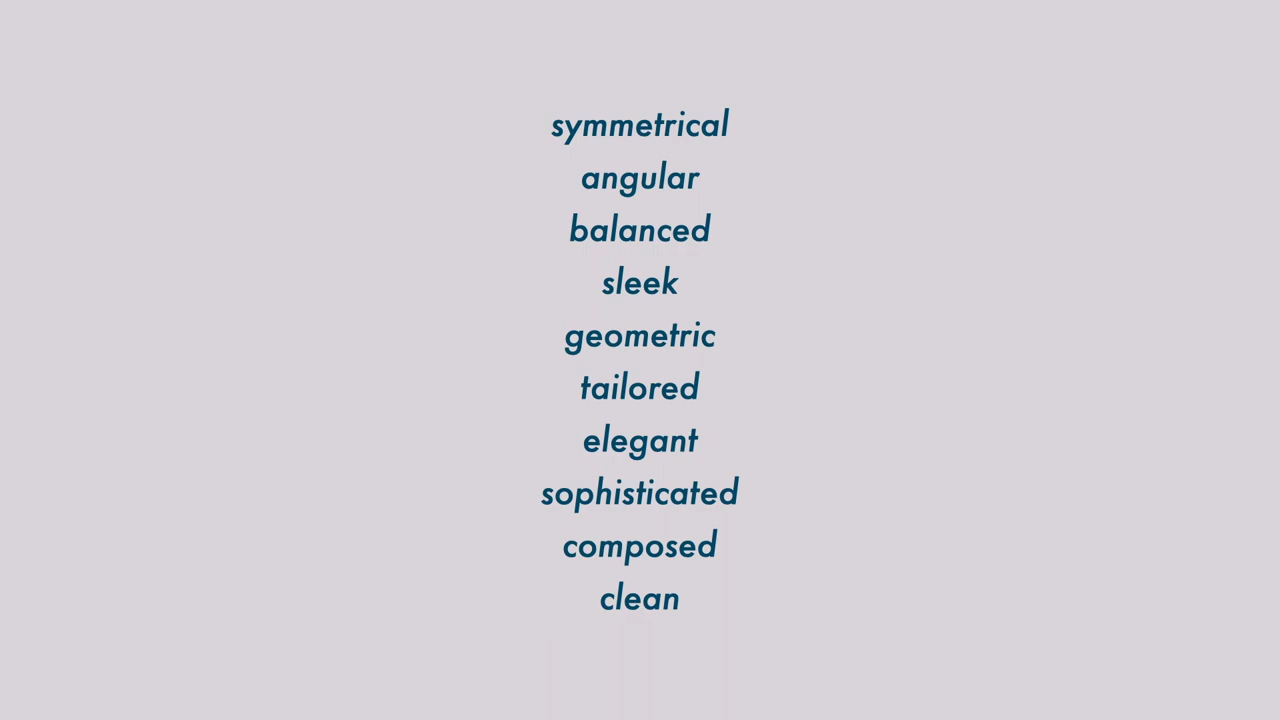 symmetrical
angular
balanced
sleek
geometric
tailored
elegant
sophisticated
composed
clean